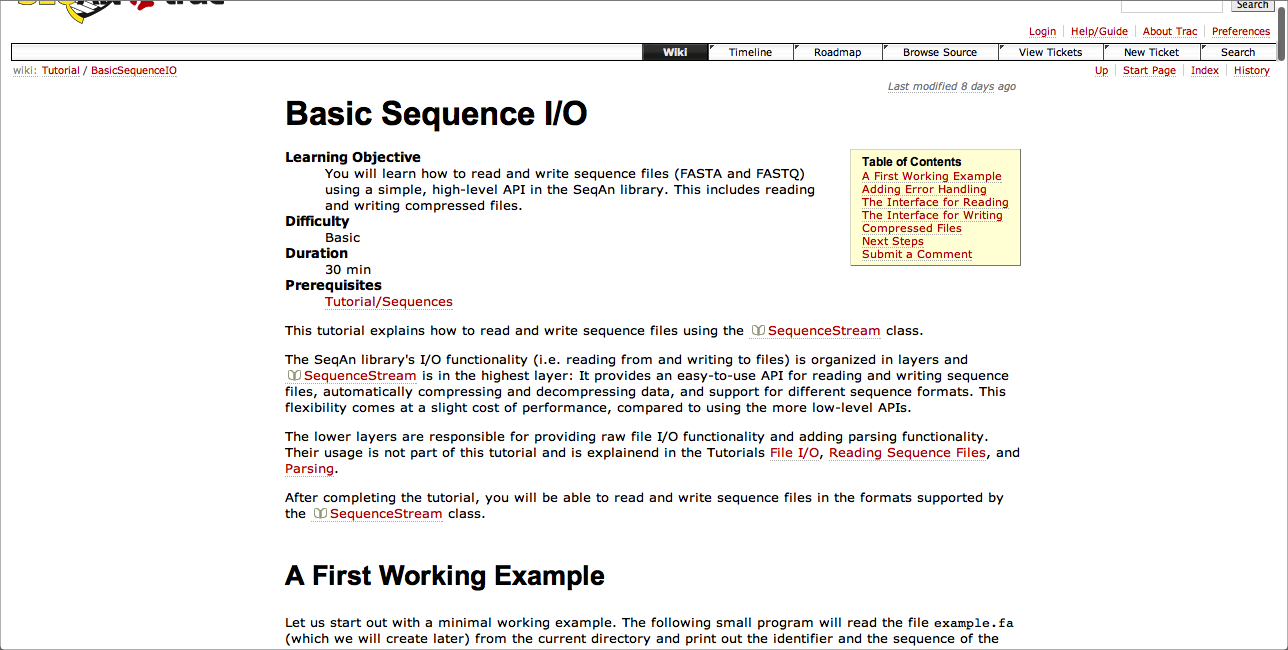 Search
Login Help/Guide About Trac Preferences
Wiki Timeline Roadmap Browse Source View Tickets New Ticket Search
wiki: Tutorial / BasicSequenceIO
Up Start Page Index History
Last modified 8 days ago
Basic Sequence I/O
Learning Objective
You will learn how to read and write sequence files (FASTA and FASTQ)
using a simple, high-level API in the SeqAn library. This includes reading
and writing compressed files.
Difficulty
Basic
Duration
30 min
Prerequisites
Tutorial/Sequences
Table of Contents
A First Working Example
Adding Error Handling
The Interface for Reading
The Interface for Writing
Compressed Files
Next Steps
Submit a Comment
This tutorial explains how to read and write sequence files using the SequenceStream class.
The SeqAn library's I/O functionality (i.e. reading from and writing to files) is organized in layers and
SequenceStream is in the highest layer: It provides an easy-to-use API for reading and writing sequence
files, automatically compressing and decompressing data, and support for different sequence formats. This
flexibility comes at a slight cost of performance, compared to using the more low-level APIs.
The lower layers are responsible for providing raw file I/O functionality and adding parsing functionality.
Their usage is not part of this tutorial and is explainend in the Tutorials File I/O, Reading Sequence Files, and
Parsing.
After completing the tutorial, you will be able to read and write sequence files in the formats supported by
the SequenceStream class.
A First Working Example
Let us start out with a minimal working example. The following small program will read the file example.fa
(which we will create later) from the current directory and print out the identifier and the sequence of the